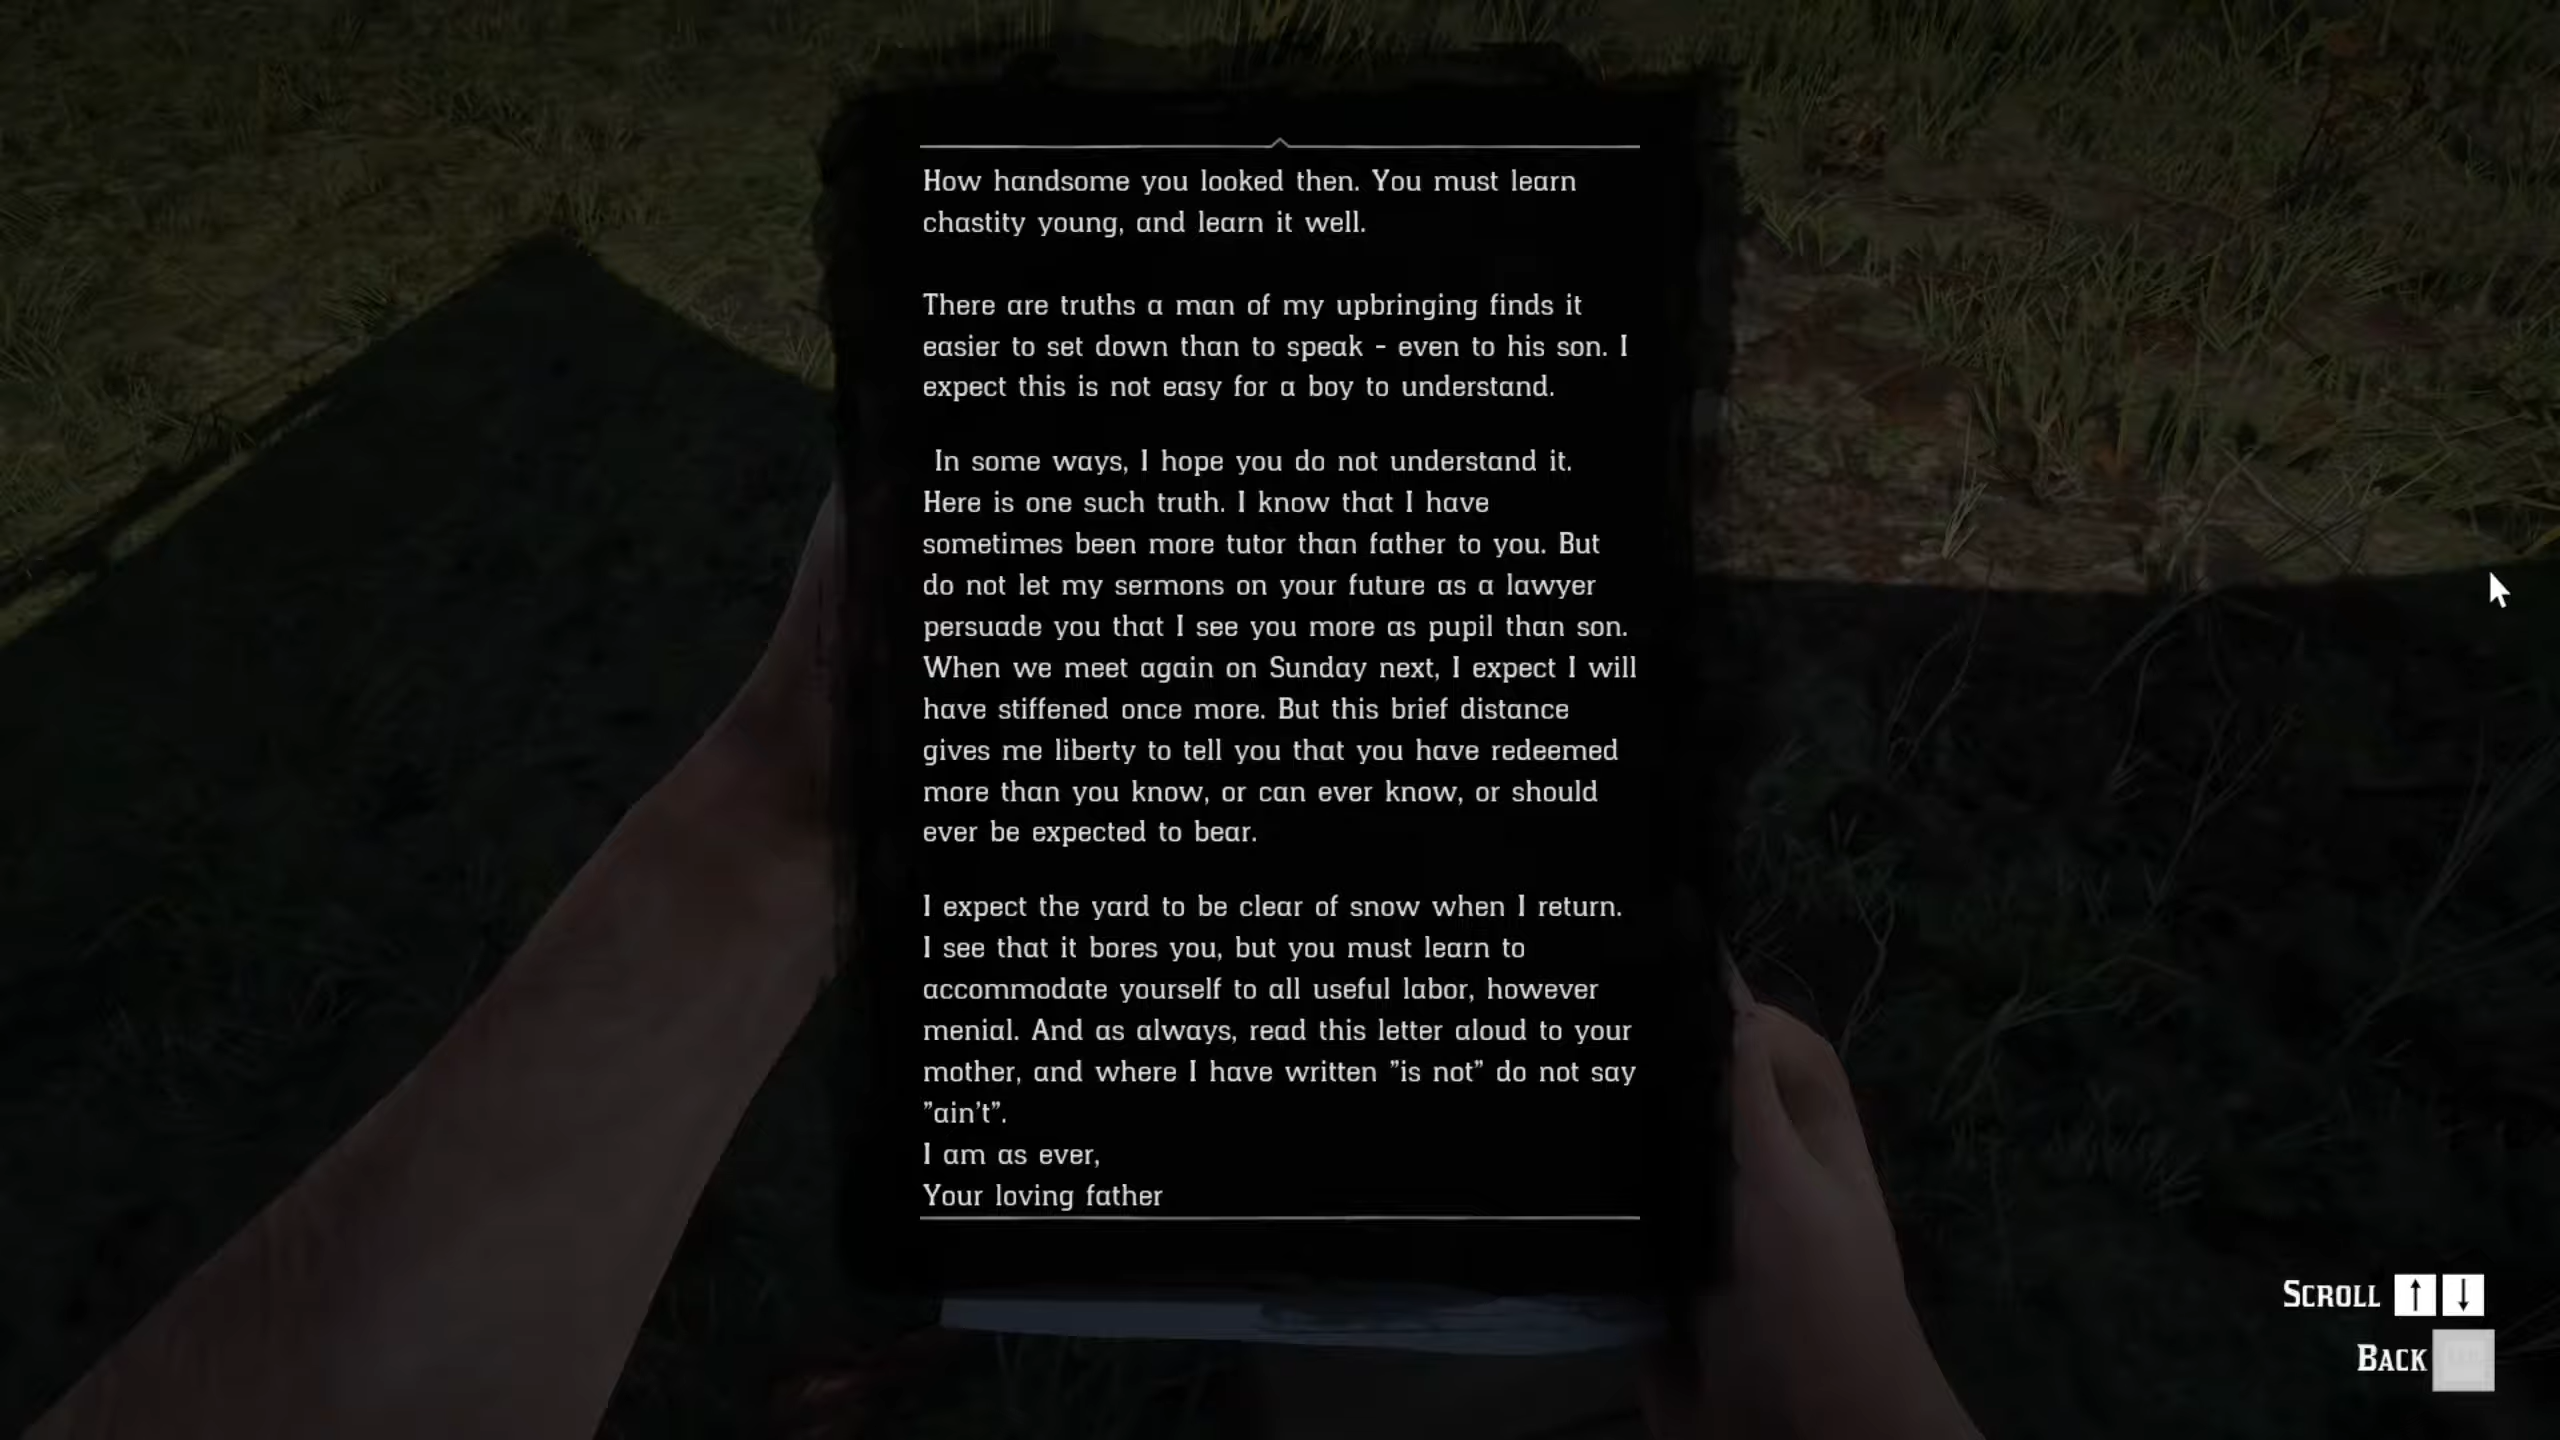 How handsome you looked then. You must learn
chastity young, and learn it well.
There are truths a man of my upbringing finds it
easier to set down than to speak - even to his son. I
expect this is not easy for a boy to understand.
In some ways, I hope you do not understand it.
Here is one such truth. I know that I have
sometimes been more tutor than father to you. But
do not let my sermons on your future as a lawyer
persuade you that I see you more as pupil than son.
When we meet again on Sunday next, I expect I will
have stiffened once more. But this brief distance
gives me liberty to tell you that you have redeemed
more than you know, or can ever know, or should
ever be expected to bear.
I expect the yard to be clear of snow when I return.
I see that it bores you, but you must learn to
accommodate yourself to all useful labor, however
menial. And as always, read this letter aloud to your
mother, and where I have written ”is not” do not say
”ain't”.
I am as ever,
Your loving father
SCROLL ↑ ↓
BACK